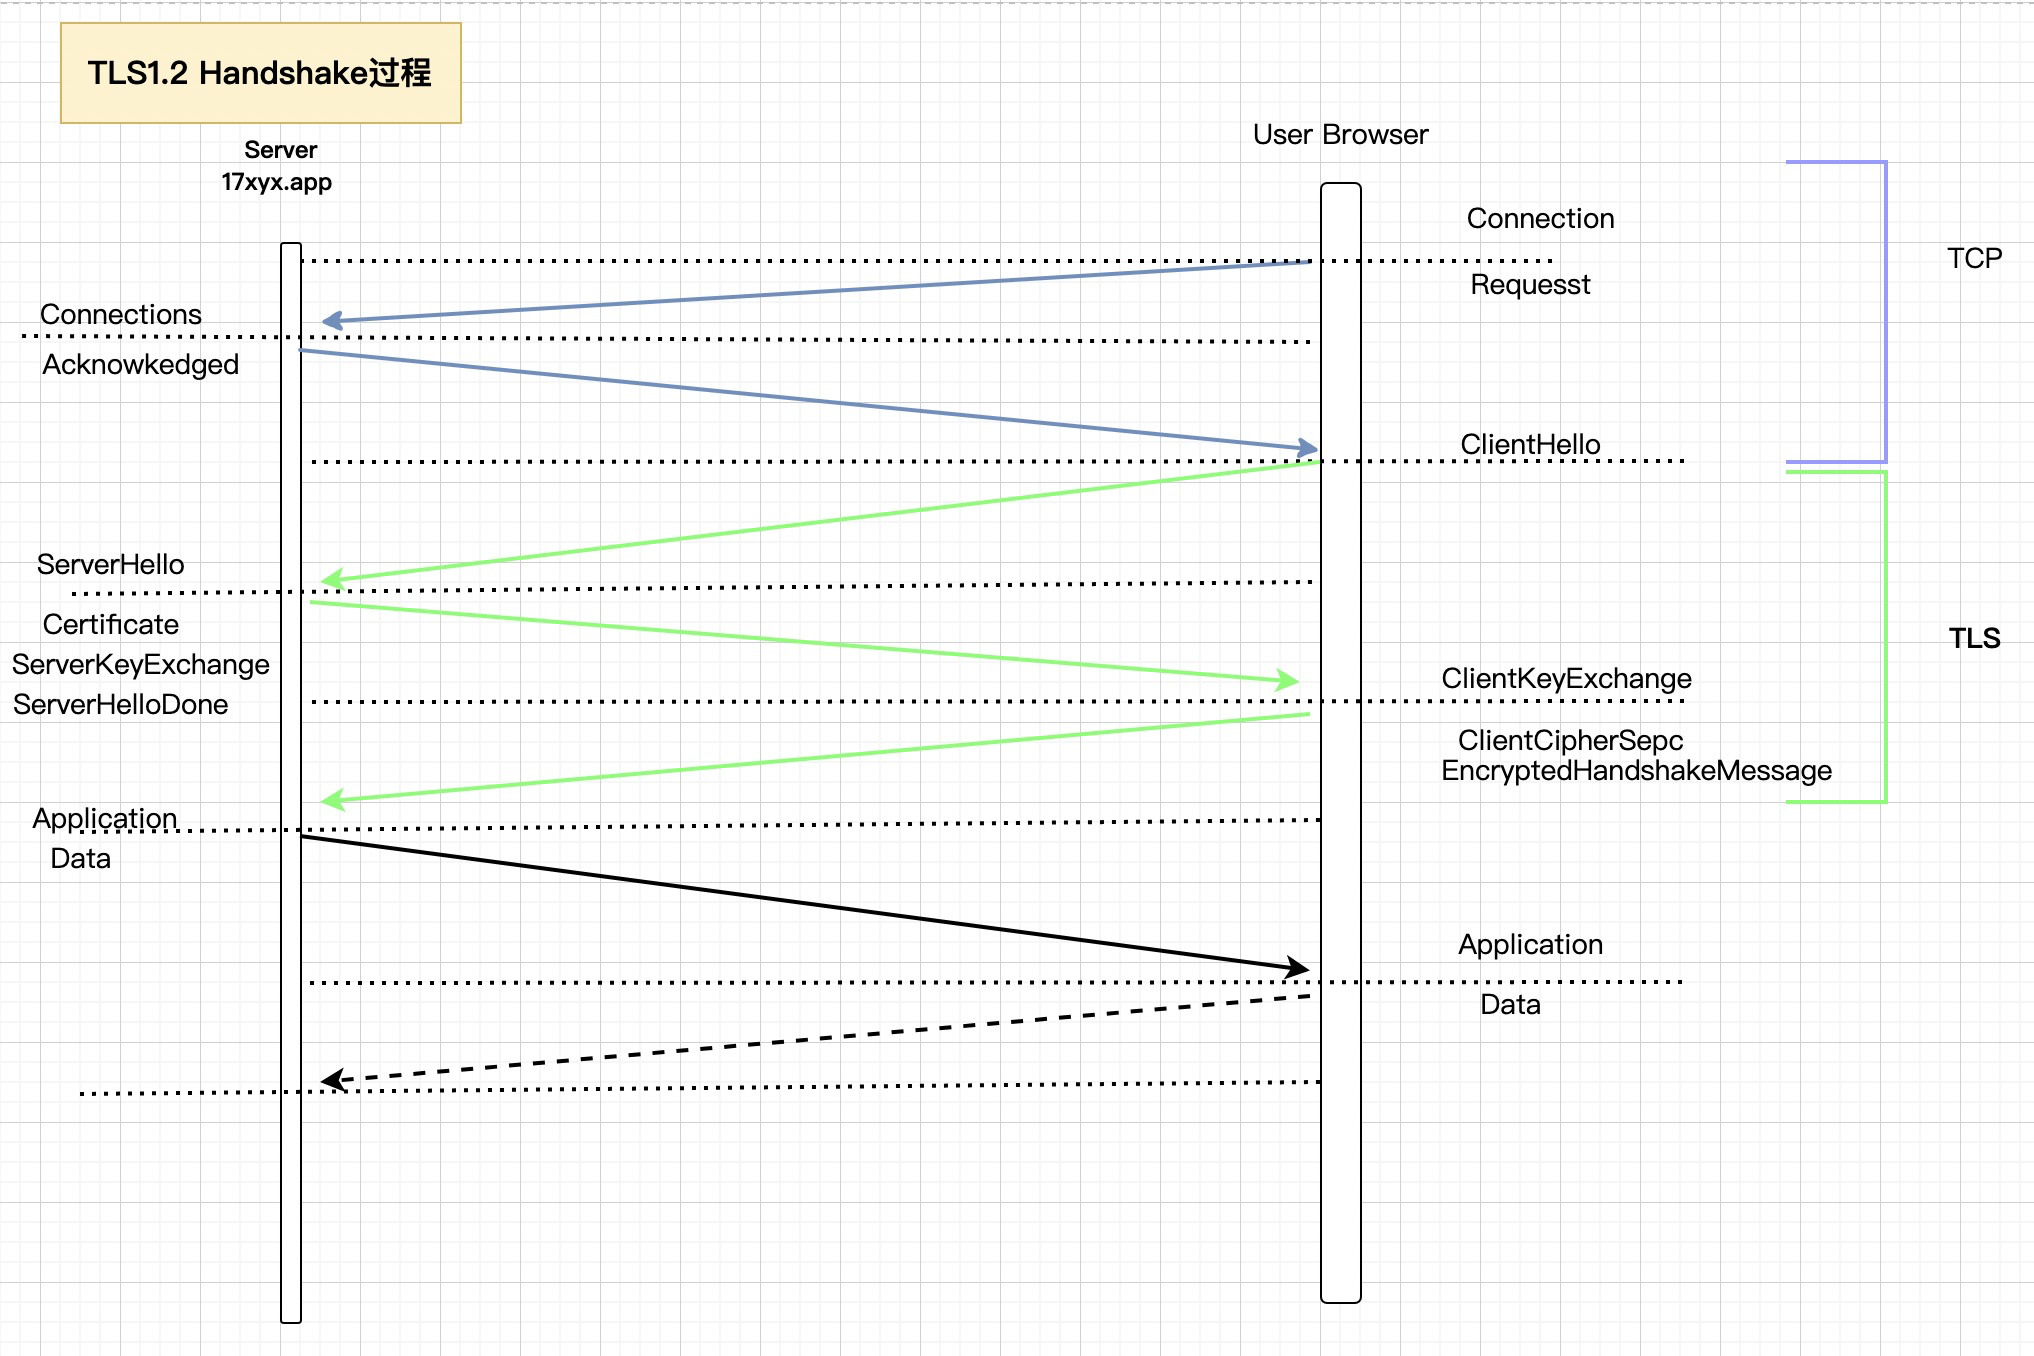 TLS1.2 Handshake过程
Server
17xyx.app
User Browser
Connection
Requesst
TCP
Connections
Acknowkedged
ClientHello
ServerHello
Certificate
ServerKeyExchange
ServerHelloDone
TLS
ClientKeyExchange
ClientCipherSepc
EncryptedHandshakeMessage
Application
Data
Application
Data